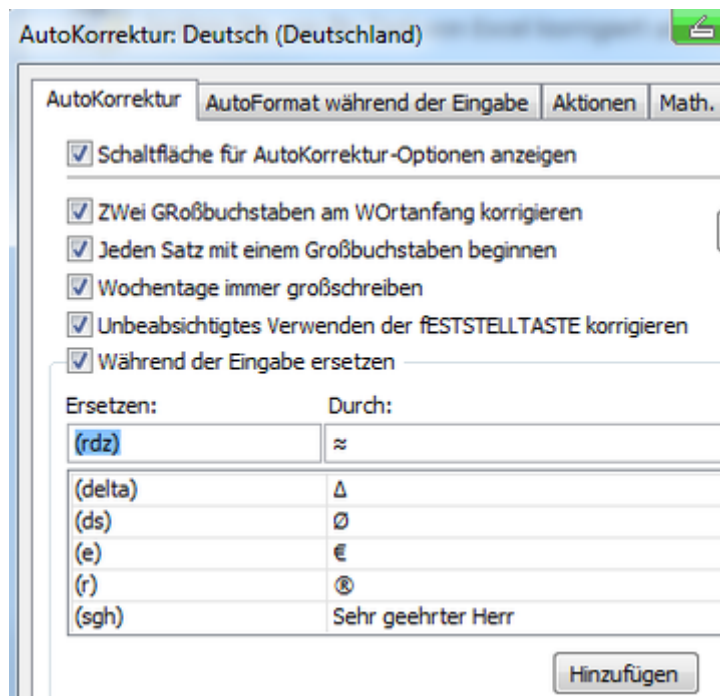 AutoKorrektur: Deutsch (Deutschland)
AutoKorrektur AutoFormat während der Eingabe Aktionen Math.
Schaltfläche für AutoKorrektur-Optionen anzeigen
ZWei GRoßbuchstaben am WOrtanfang korrigieren
Jeden Satz mit einem Großbuchstaben beginnen
Wochentage immer großschreiben
Unbeabsichtigtes Verwenden der fESTSTELLTASTE korrigieren
Während der Eingabe ersetzen
Ersetzen: Durch:
(rdz) ≈
(delta) Δ
(ds) Ø
(e) €
(r) ®
(sgh) Sehr geehrter Herr
Hinzufügen